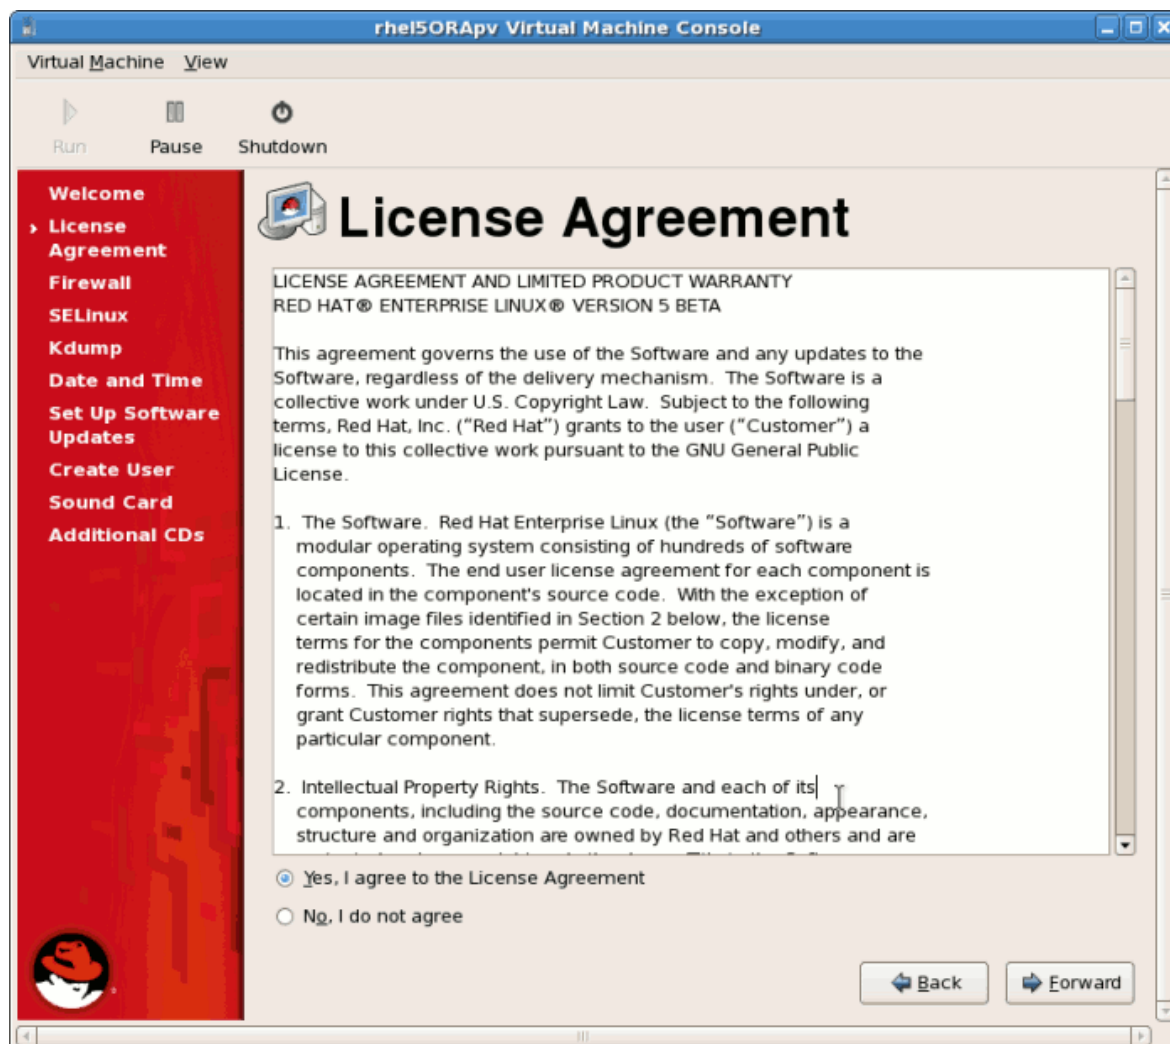 rhel5ORApv Virtual Machine Console
Virtual Machine View
Run Pause Shutdown
Welcome
License
Agreement
Firewall
SELinux
Kdump
Date and Time
Set Up Software
Updates
Create User
Sound Card
Additional CDs
License Agreement
LICENSE AGREEMENT AND LIMITED PRODUCT WARRANTY
RED HAT® ENTERPRISE LINUX® VERSION 5 BETA
This agreement governs the use of the Software and any updates to the
Software, regardless of the delivery mechanism.  The Software is a
collective work under U.S. Copyright Law.  Subject to the following
terms, Red Hat, Inc. (“Red Hat”) grants to the user (“Customer”) a
license to this collective work pursuant to the GNU General Public
License.
1.  The Software.  Red Hat Enterprise Linux (the “Software”) is a
modular operating system consisting of hundreds of software
components.  The end user license agreement for each component is
located in the component's source code.  With the exception of
certain image files identified in Section 2 below, the license
terms for the components permit Customer to copy, modify, and
redistribute the component, in both source code and binary code
forms.  This agreement does not limit Customer's rights under, or
grant Customer rights that supersede, the license terms of any
particular component.
2.  Intellectual Property Rights.  The Software and each of its
components, including the source code, documentation, appearance,
structure and organization are owned by Red Hat and others and are
Yes, I agree to the License Agreement
No, I do not agree
Back Forward